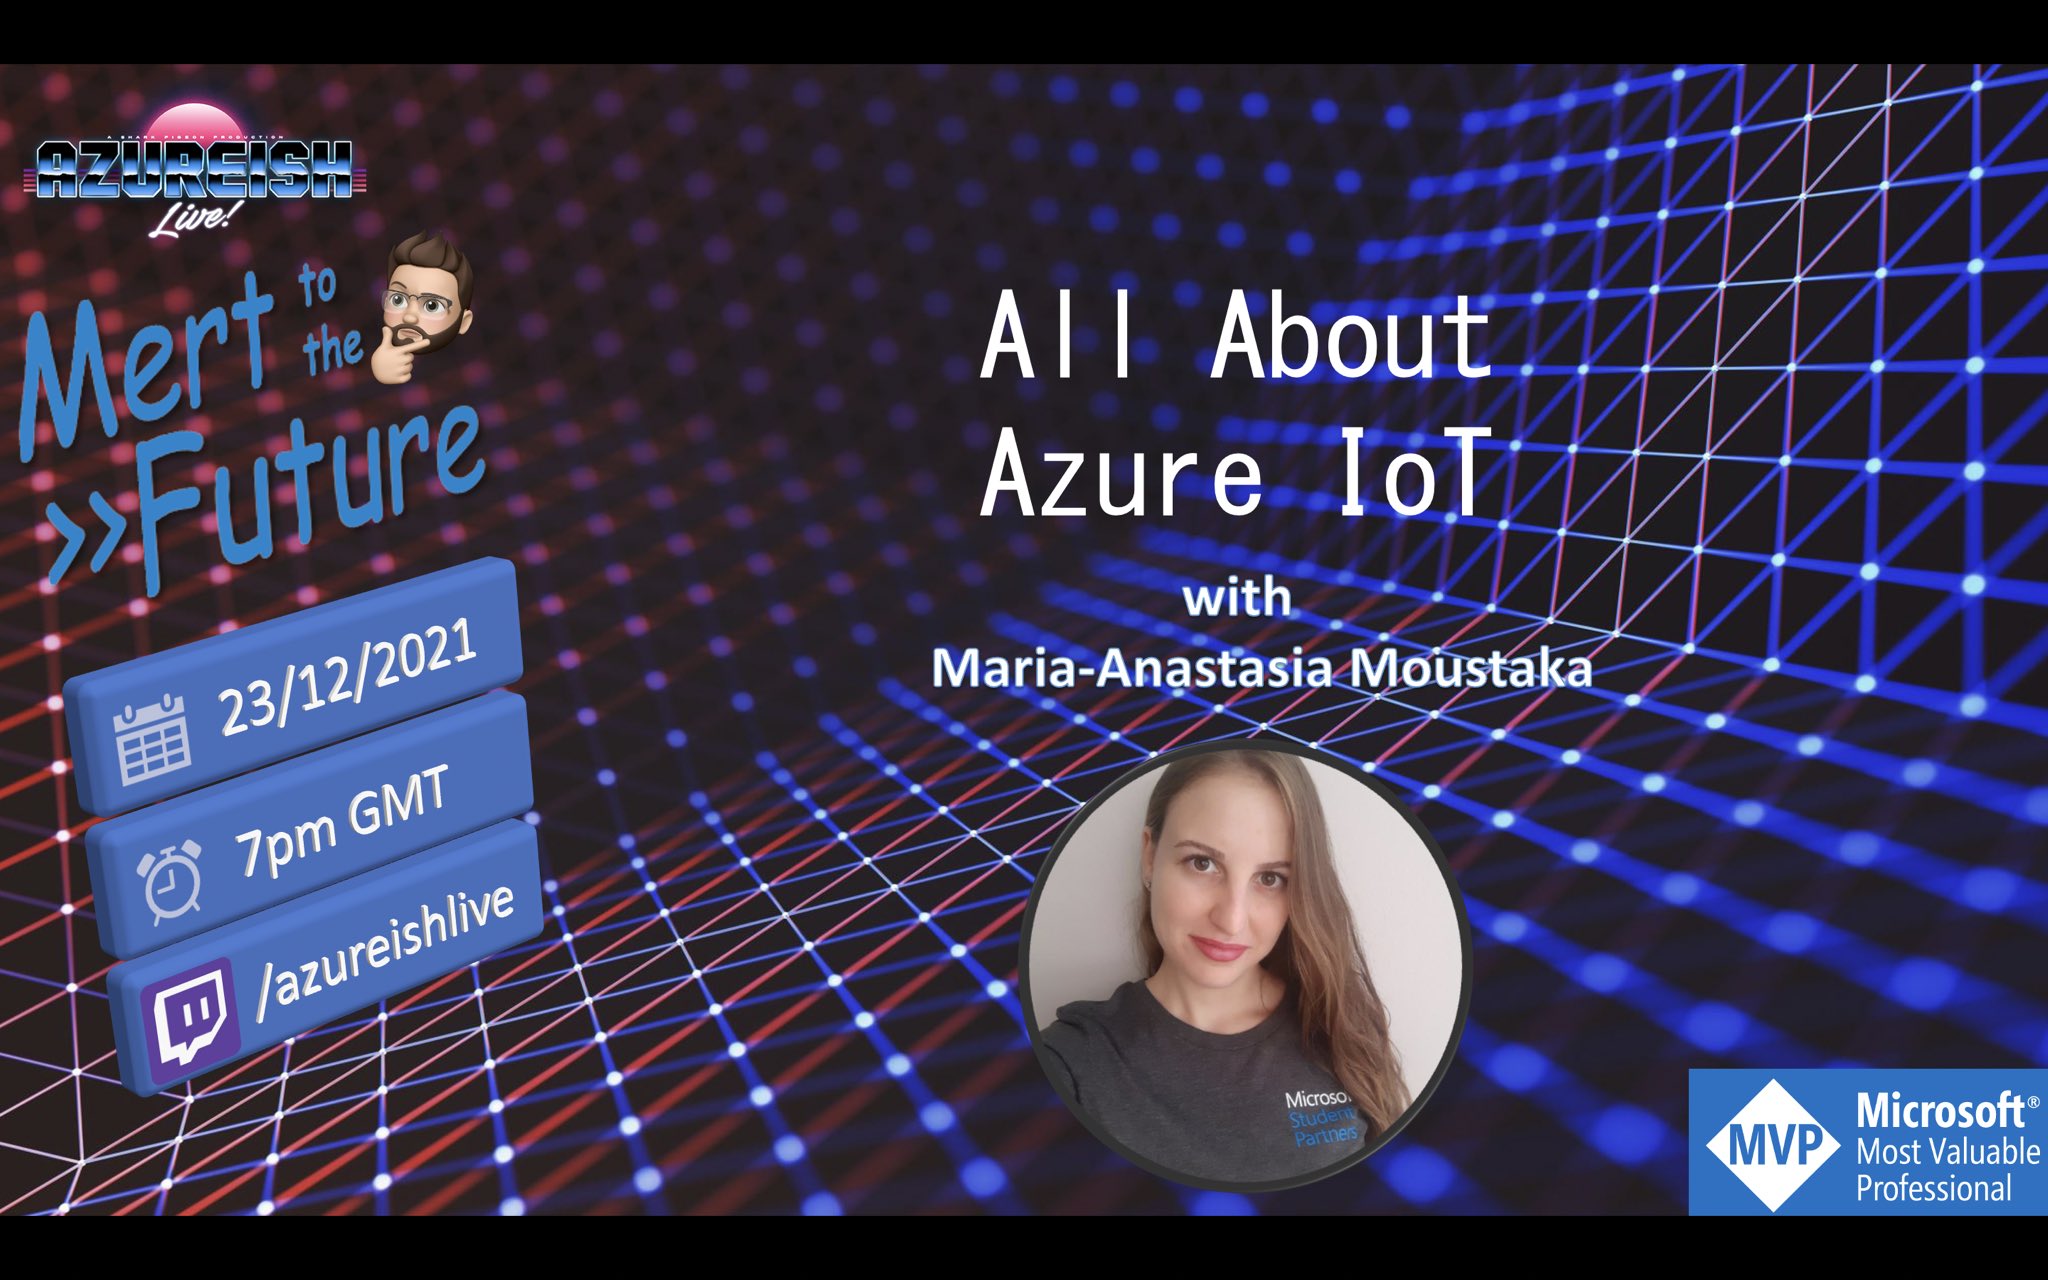 A SHARK PIGEON PRODUCTION
AZUREISH
Live!
Mert to
the
>>Future
23/12/2021
7pm GMT
/azureishlive
All About
Azure IoT
with
Maria-Anastasia Moustaka
Microsof
Student
Partners
MVP
Microsoft®
Most Valuable
Professional